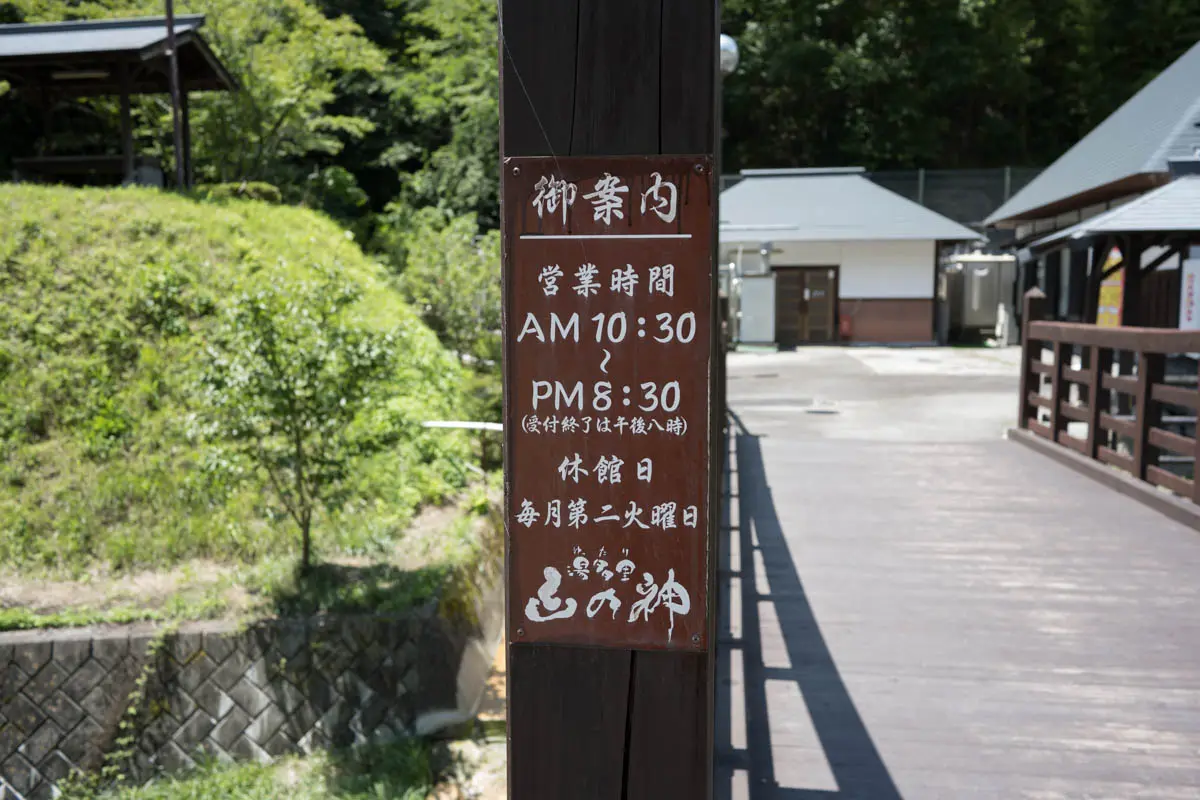 御案内
営業時間
AM 10:30
~
PM 8:30
(受付終了は午後八時)
休館日
毎月第二火曜日
ゆたり
湯多里
山の神